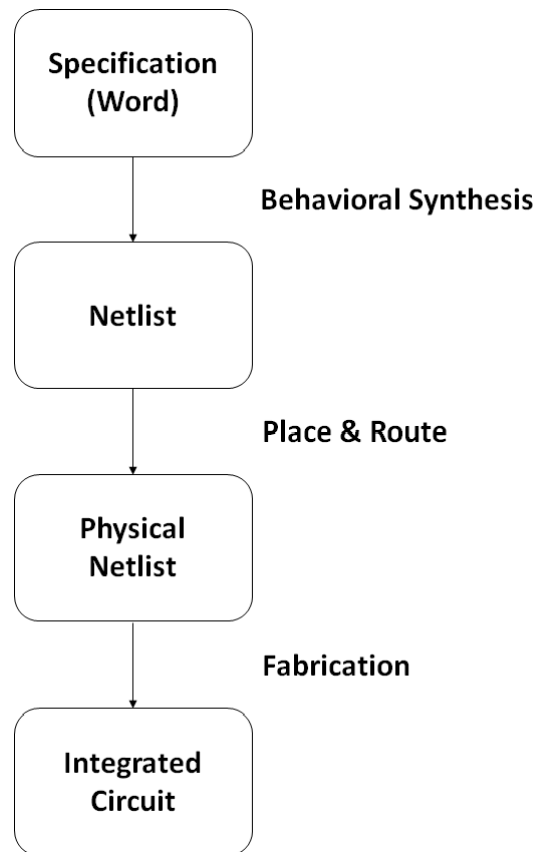 Specification
(Word)
Behavioral Synthesis
Netlist
Place & Route
Physical
Netlist
Fabrication
Integrated
Circuit